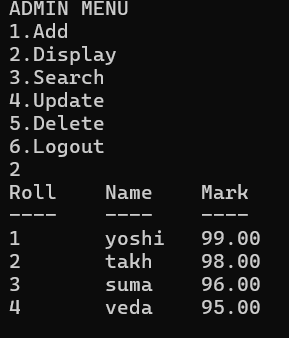 ADMIN MENU
1.Add
2.Display
3.Search
4.Update
5.Delete
6.Logout
2
Roll Name Mark
---- ---- ----
1 yoshi 99.00
2 takh 98.00
3 suma 96.00
4 veda 95.00